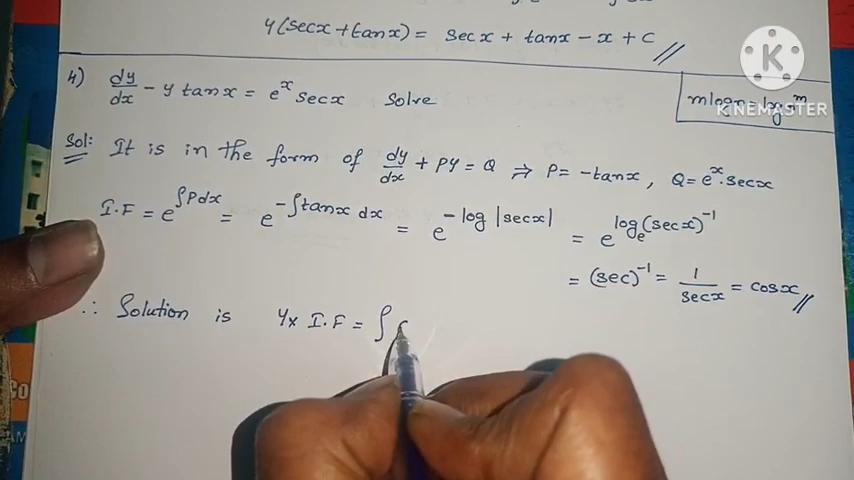 y(secx + tanx) = secx + tanx - x + c
4) dy/dx - y tanx = e^x secx Solve
KINEMASTER
Sol: It is in the form of dy/dx + Py = Q ⇒ P = -tanx, Q = e^x. secx
I.F = e^∫Pdx = e^-∫tanx dx = e^-log|secx| = e^log_e(secx)^-1
= (sec)^-1 = 1/secx = cosx //
∴ Solution is y× I.F = ∫